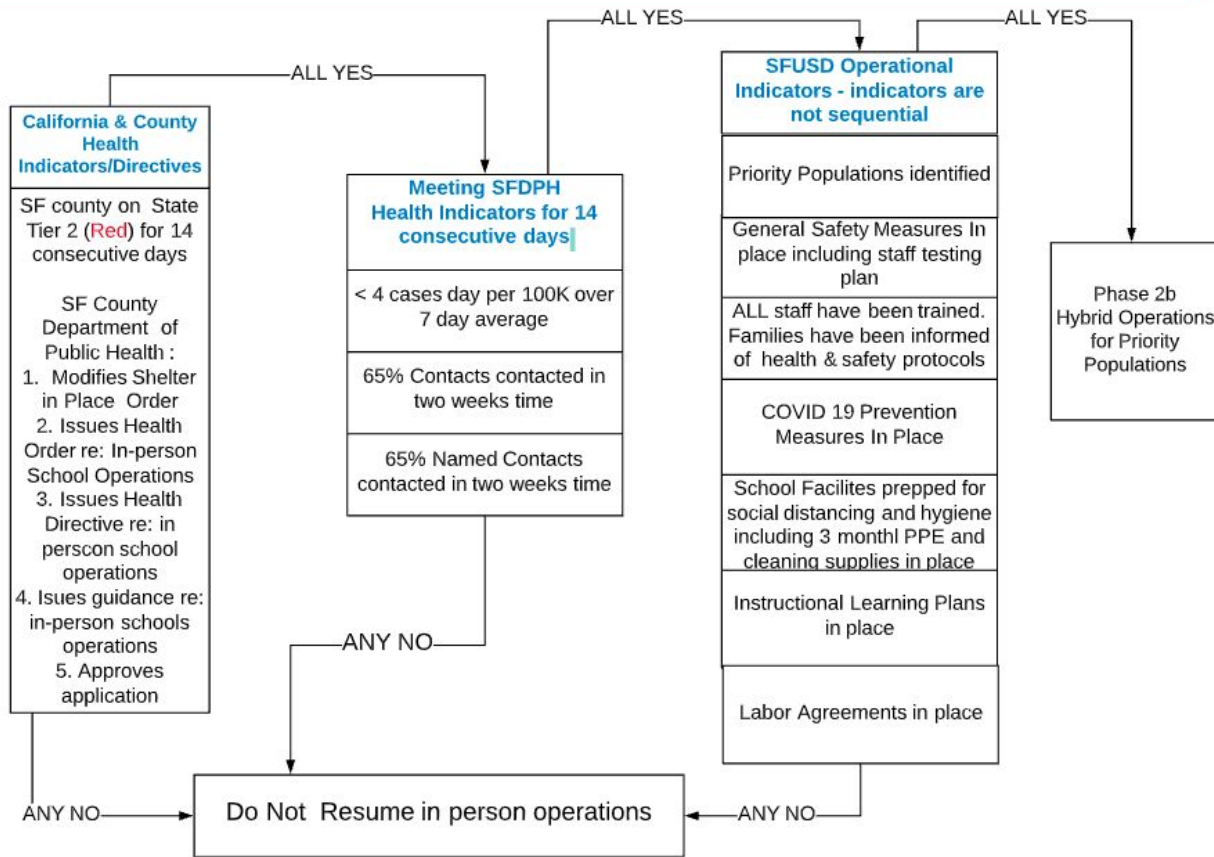 ALL YES
ALL YES
ALL YES
California & County
Health
Indicators/Directives
SF county on State
Tier 2 (Red) for 14
consecutive days
SF County
Department of
Public Health :
1. Modifies Shelter
in Place Order
2. Issues Health
Order re: In-person
School Operations
3. Issues Health
Directive re: in
perscon school
operations
4. Isues guidance re:
in-person schools
operations
5. Approves
application
Meeting SFDPH
Health Indicators for 14
consecutive days
< 4 cases day per 100K over
7 day average
65% Contacts contacted in
two weeks time
65% Named Contacts
contacted in two weeks time
SFUSD Operational
Indicators - indicators are
not sequential
Priority Populations identified
General Safety Measures In
place including staff testing
plan
ALL staff have been trained.
Families have been informed
of health & safety protocols
COVID 19 Prevention
Measures In Place
School Facilites prepped for
social distancing and hygiene
including 3 monthl PPE and
cleaning supplies in place
Instructional Learning Plans
in place
Labor Agreements in place
Phase 2b
Hybrid Operations
for Priority
Populations
ANY NO
ANY NO
ANY NO
Do Not Resume in person operations